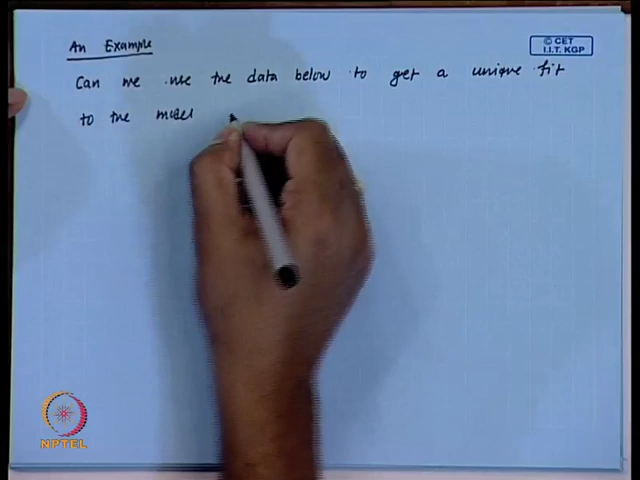 An Example
© CET
I.I.T. KGP
Can we use the data below to get a unique fit
to the model
NPTEL